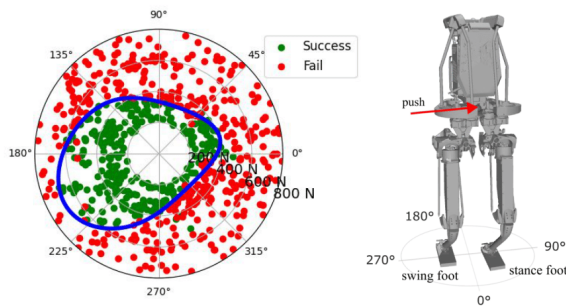 90°
135°
45°
Success
Fail
180°
0°
200 N
400 N
600 N
800 N
225°
315°
270°
push
180°
90°
270°
swing foot
stance foot
0°